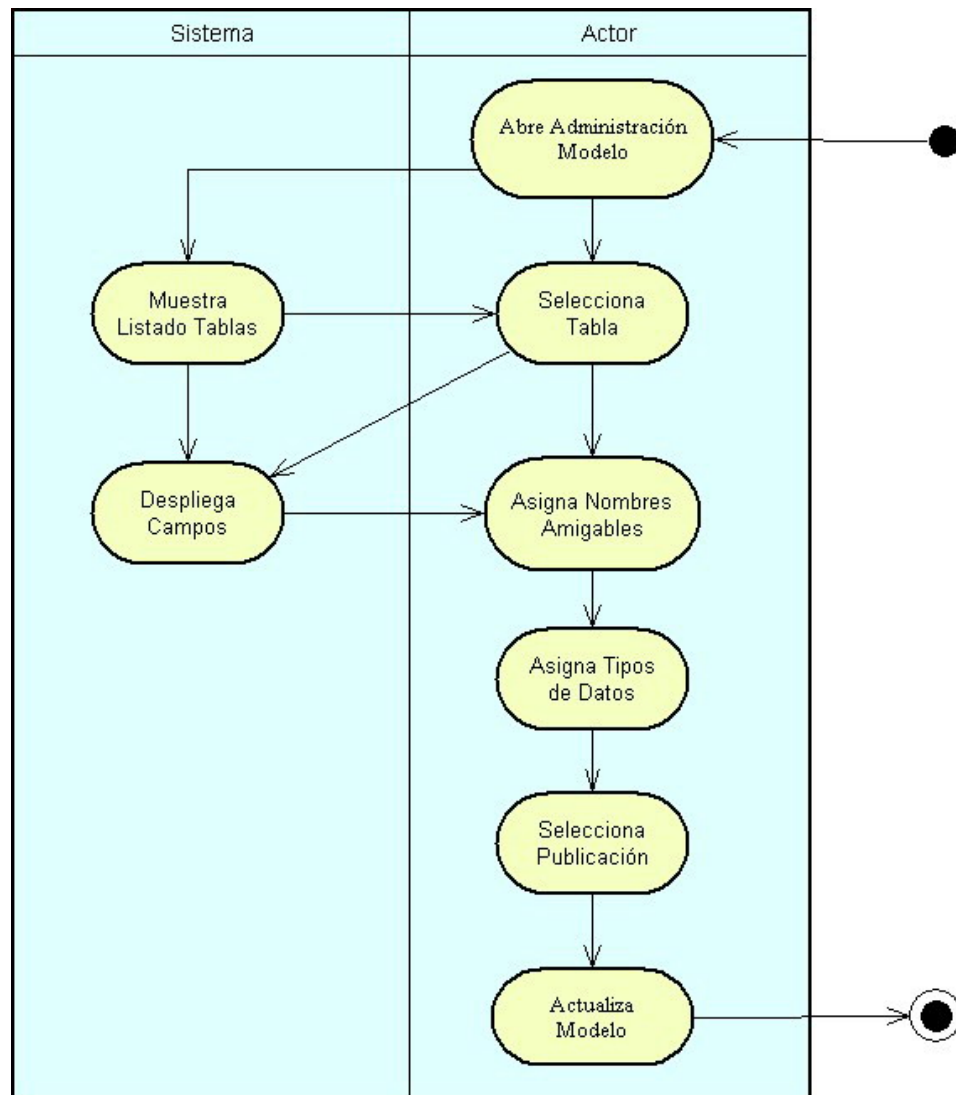 Sistema
Actor
Abre Administración
Modelo
Muestra
Listado Tablas
Selecciona
Tabla
Despliega
Campos
Asigna Nombres
Amigables
Asigna Tipos
de Datos
Selecciona
Publicación
Actualiza
Modelo